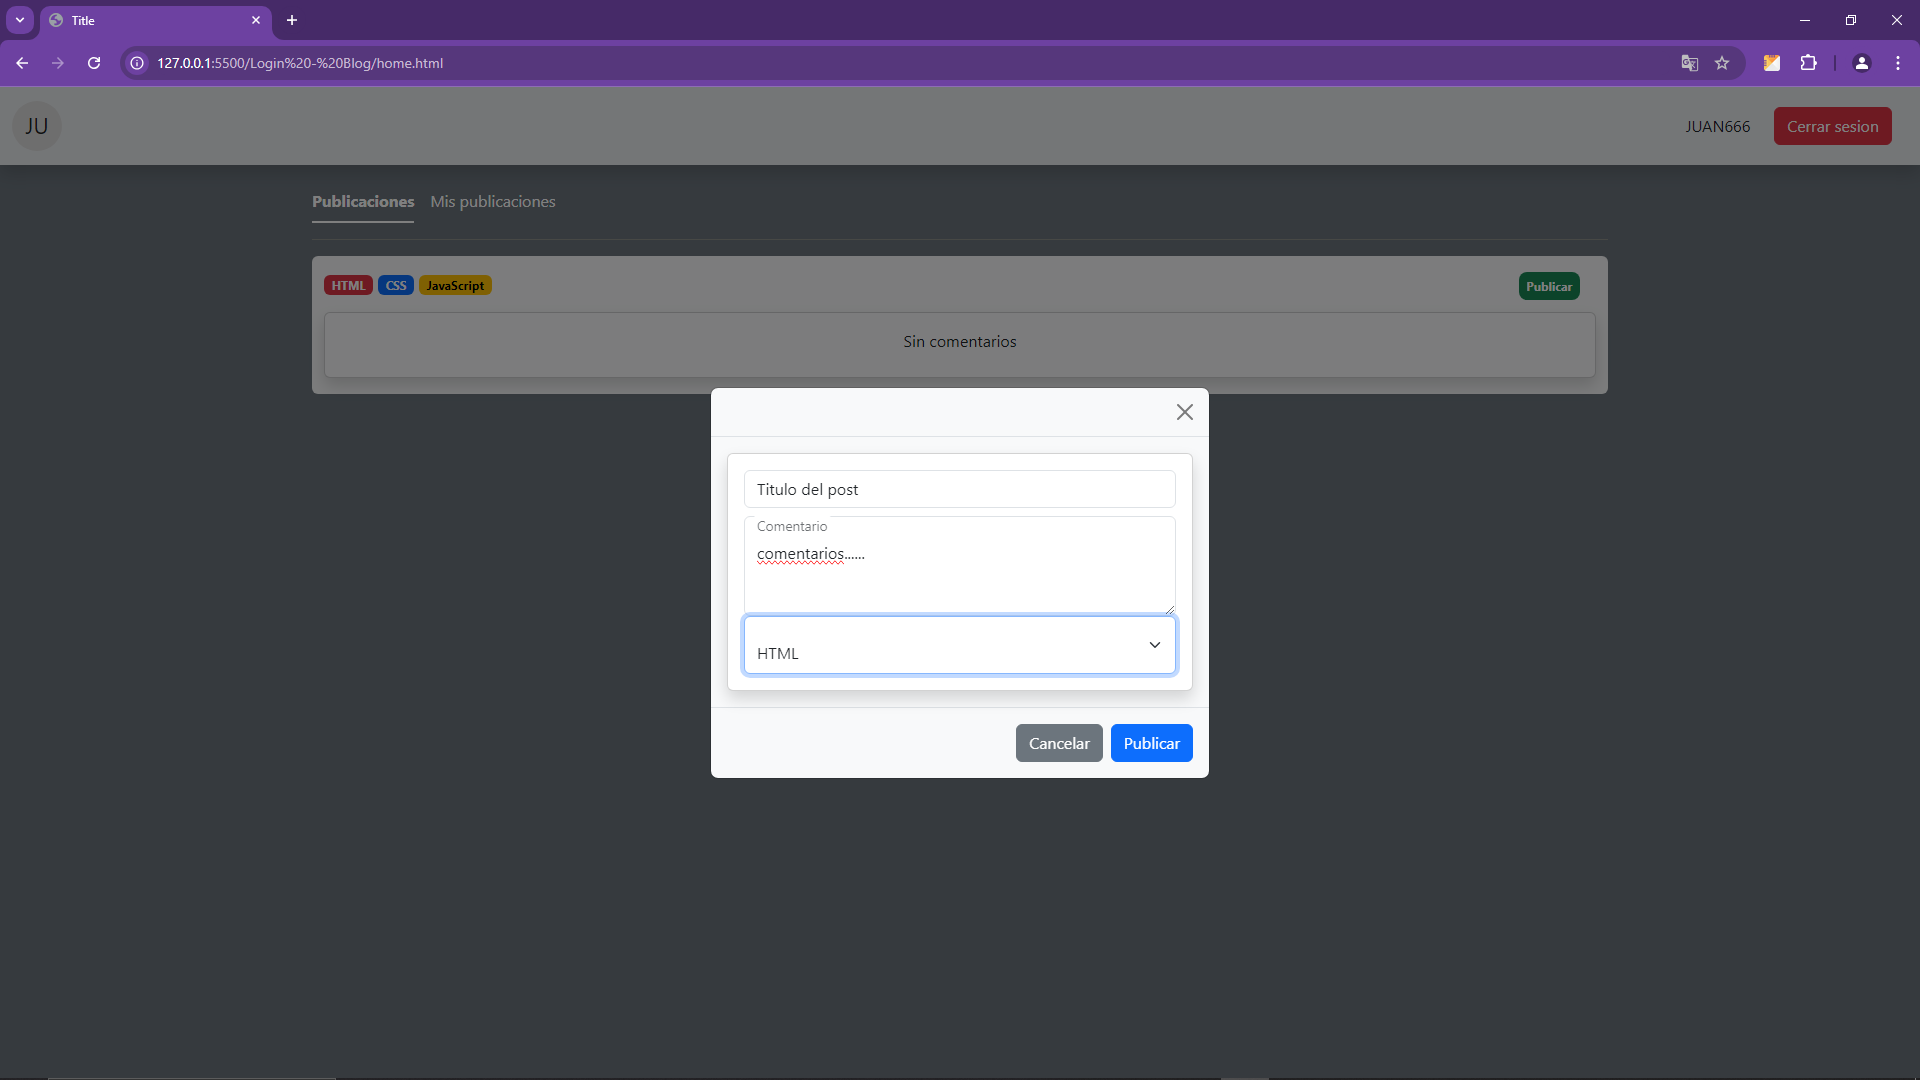 Title
127.0.0.1:5500/Login%20-%20Blog/home.html
JU
JUAN666
Cerrar sesion
Publicaciones
Mis publicaciones
HTML
CSS
JavaScript
Publicar
Sin comentarios
Titulo del post
Comentario
comentarios......
HTML
Cancelar
Publicar